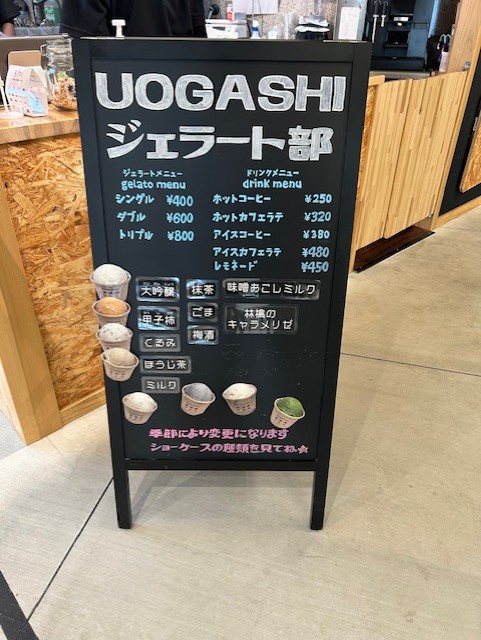 UOGASHI
ジェラート部
ジェラートメニュー
gelato menu
シングル ¥400
ダブル ¥600
トリプル ¥800
ドリンクメニュー
drink menu
ホットコーヒー ¥250
ホットカフェラテ ¥320
アイスコーヒー ¥380
アイスカフェラテ ¥480
レモネード ¥450
大吟醸 抹茶 味噌おこしミルク
甲子柿 ごま 林檎の
キャラメリゼ
くるみ 梅酒
ほうじ茶
ミルク
季節により変更になります
ショーケースの種類を見てね☆